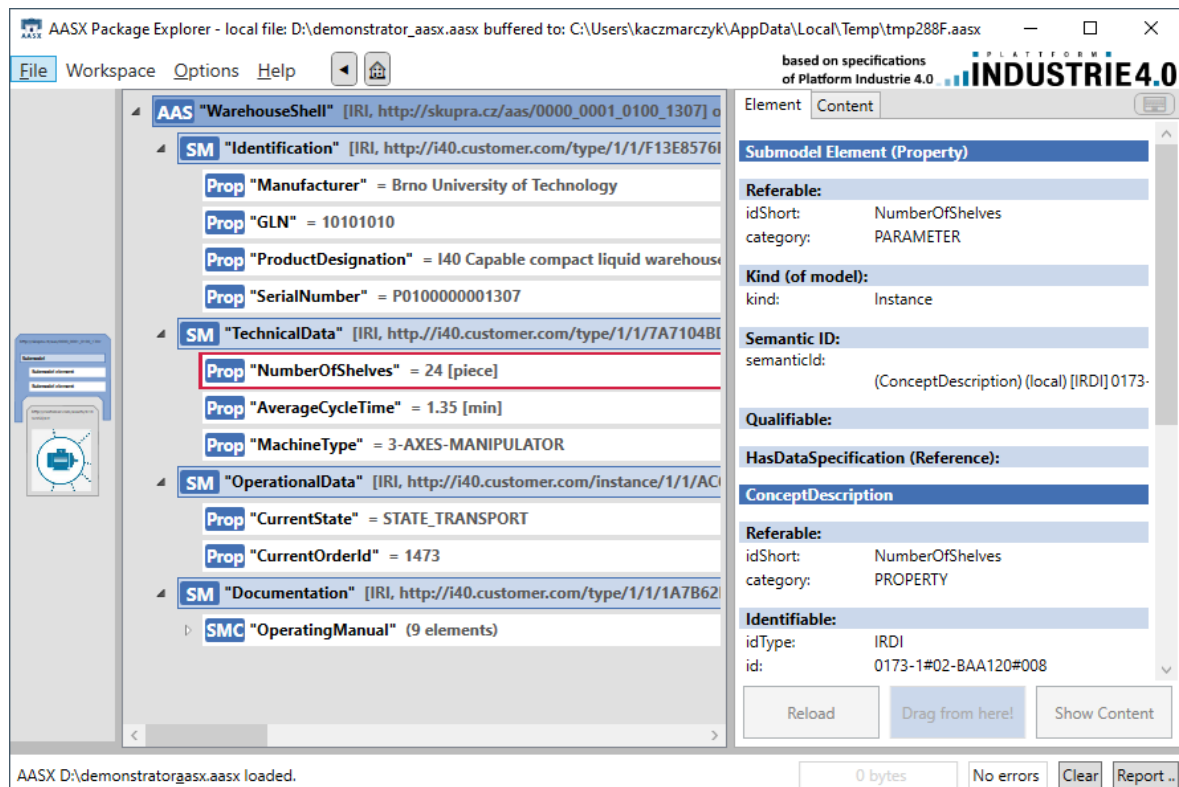 AASX Package Explorer - local file: D:\demonstrator_aasx.aasx buffered to: C:\Users\kaczmarczyk\AppData\Local\Temp\tmp288F.aasx
File Workspace Options Help
based on specifications
of Platform Industrie 4.0
PLATTFORM
INDUSTRIE4.0
AAS "WarehouseShell" [IRI, http://skupra.cz/aas/0000_0001_0100_1307] o
SM "Identification" [IRI, http://i40.customer.com/type/1/1/F13E8576
Prop "Manufacturer" = Brno University of Technology
Prop "GLN" = 10101010
Prop "ProductDesignation" = I40 Capable compact liquid warehouse
Prop "SerialNumber" = P0100000001307
SM "TechnicalData" [IRI, http://i40.customer.com/type/1/1/7A7104BD
Prop "NumberOfShelves" = 24 [piece]
Prop "AverageCycleTime" = 1.35 [min]
Prop "MachineType" = 3-AXES-MANIPULATOR
SM "OperationalData" [IRI, http://i40.customer.com/instance/1/1/AC
Prop "CurrentState" = STATE_TRANSPORT
Prop "CurrentOrderId" = 1473
SM "Documentation" [IRI, http://i40.customer.com/type/1/1/1A7B62
SMC "OperatingManual" (9 elements)
Element Content
Submodel Element (Property)
Referable:
idShort: NumberOfShelves
category: PARAMETER
Kind (of model):
kind: Instance
Semantic ID:
semanticId:
(ConceptDescription) (local) [IRDI] 0173-
Qualifiable:
HasDataSpecification (Reference):
ConceptDescription
Referable:
idShort: NumberOfShelves
category: PROPERTY
Identifiable:
idType: IRDI
id: 0173-1#02-BAA120#008
Reload Drag from here! Show Content
AASX D:\demonstratoraasx.aasx loaded.
0 bytes No errors Clear Report ..